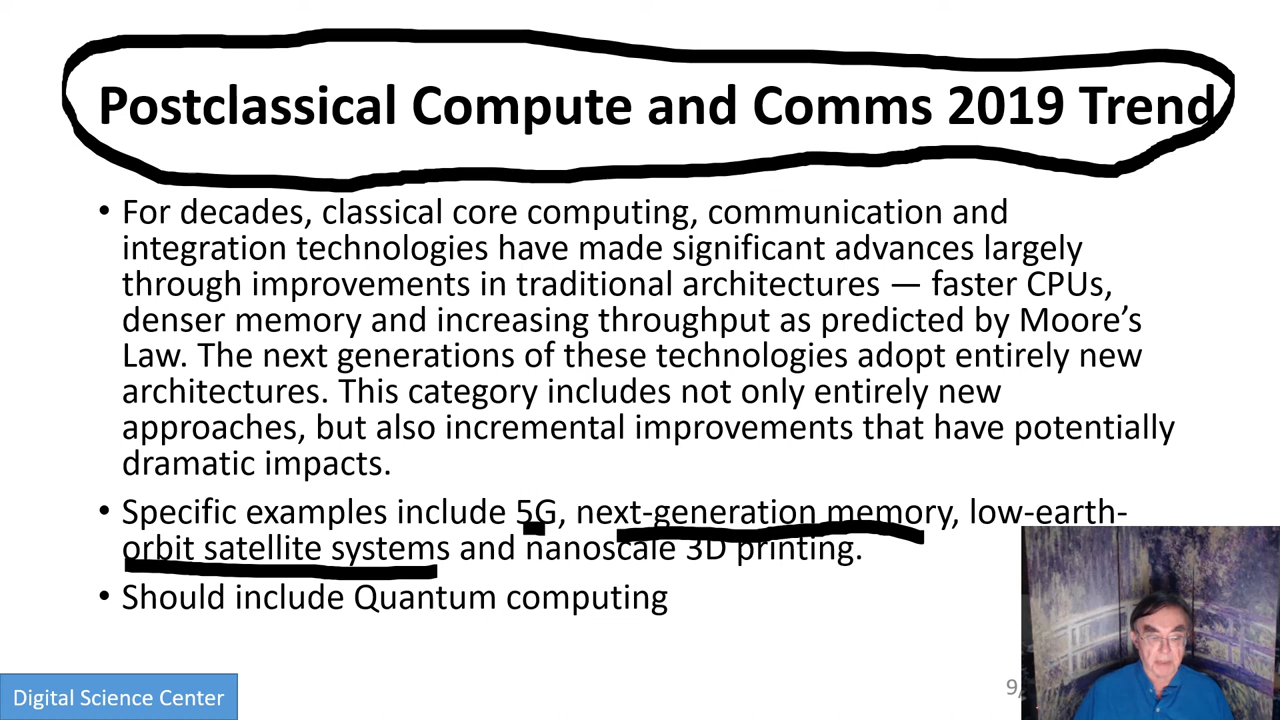 Postclassical Compute and Comms 2019 Trend
• For decades, classical core computing, communication and
integration technologies have made significant advances largely
through improvements in traditional architectures — faster CPUs,
denser memory and increasing throughput as predicted by Moore’s
Law. The next generations of these technologies adopt entirely new
architectures. This category includes not only entirely new
approaches, but also incremental improvements that have potentially
dramatic impacts.
• Specific examples include 5G, next-generation memory, low-earth-
orbit satellite systems and nanoscale 3D printing.
• Should include Quantum computing
Digital Science Center
9/